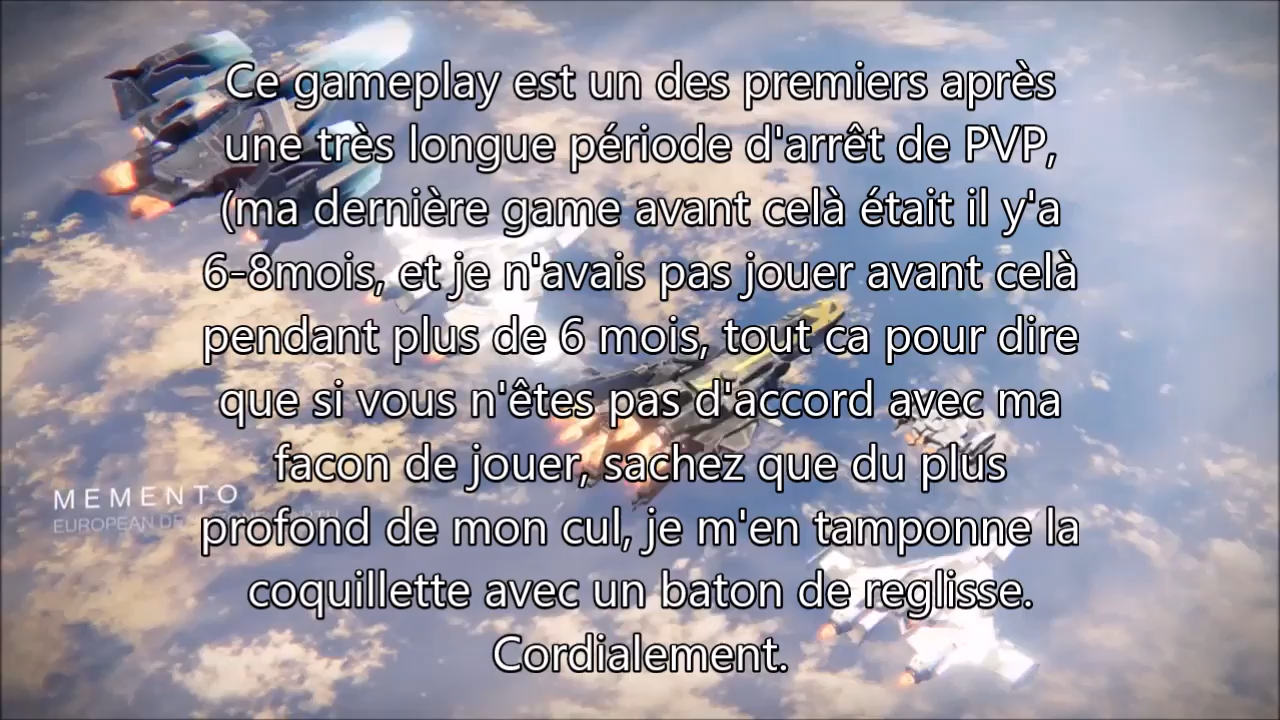 Ce gameplay est un des premiers après
une très longue période d'arrêt de PVP,
(ma dernière game avant celà était il y'a
6-8mois, et je n'avais pas jouer avant celà
pendant plus de 6 mois, tout ca pour dire
que si vous n'êtes pas d'accord avec ma
facon de jouer, sachez que du plus
profond de mon cul, je m'en tamponne la
coquillette avec un baton de reglisse.
Cordialement.
MEMENTO
EUROPEAN